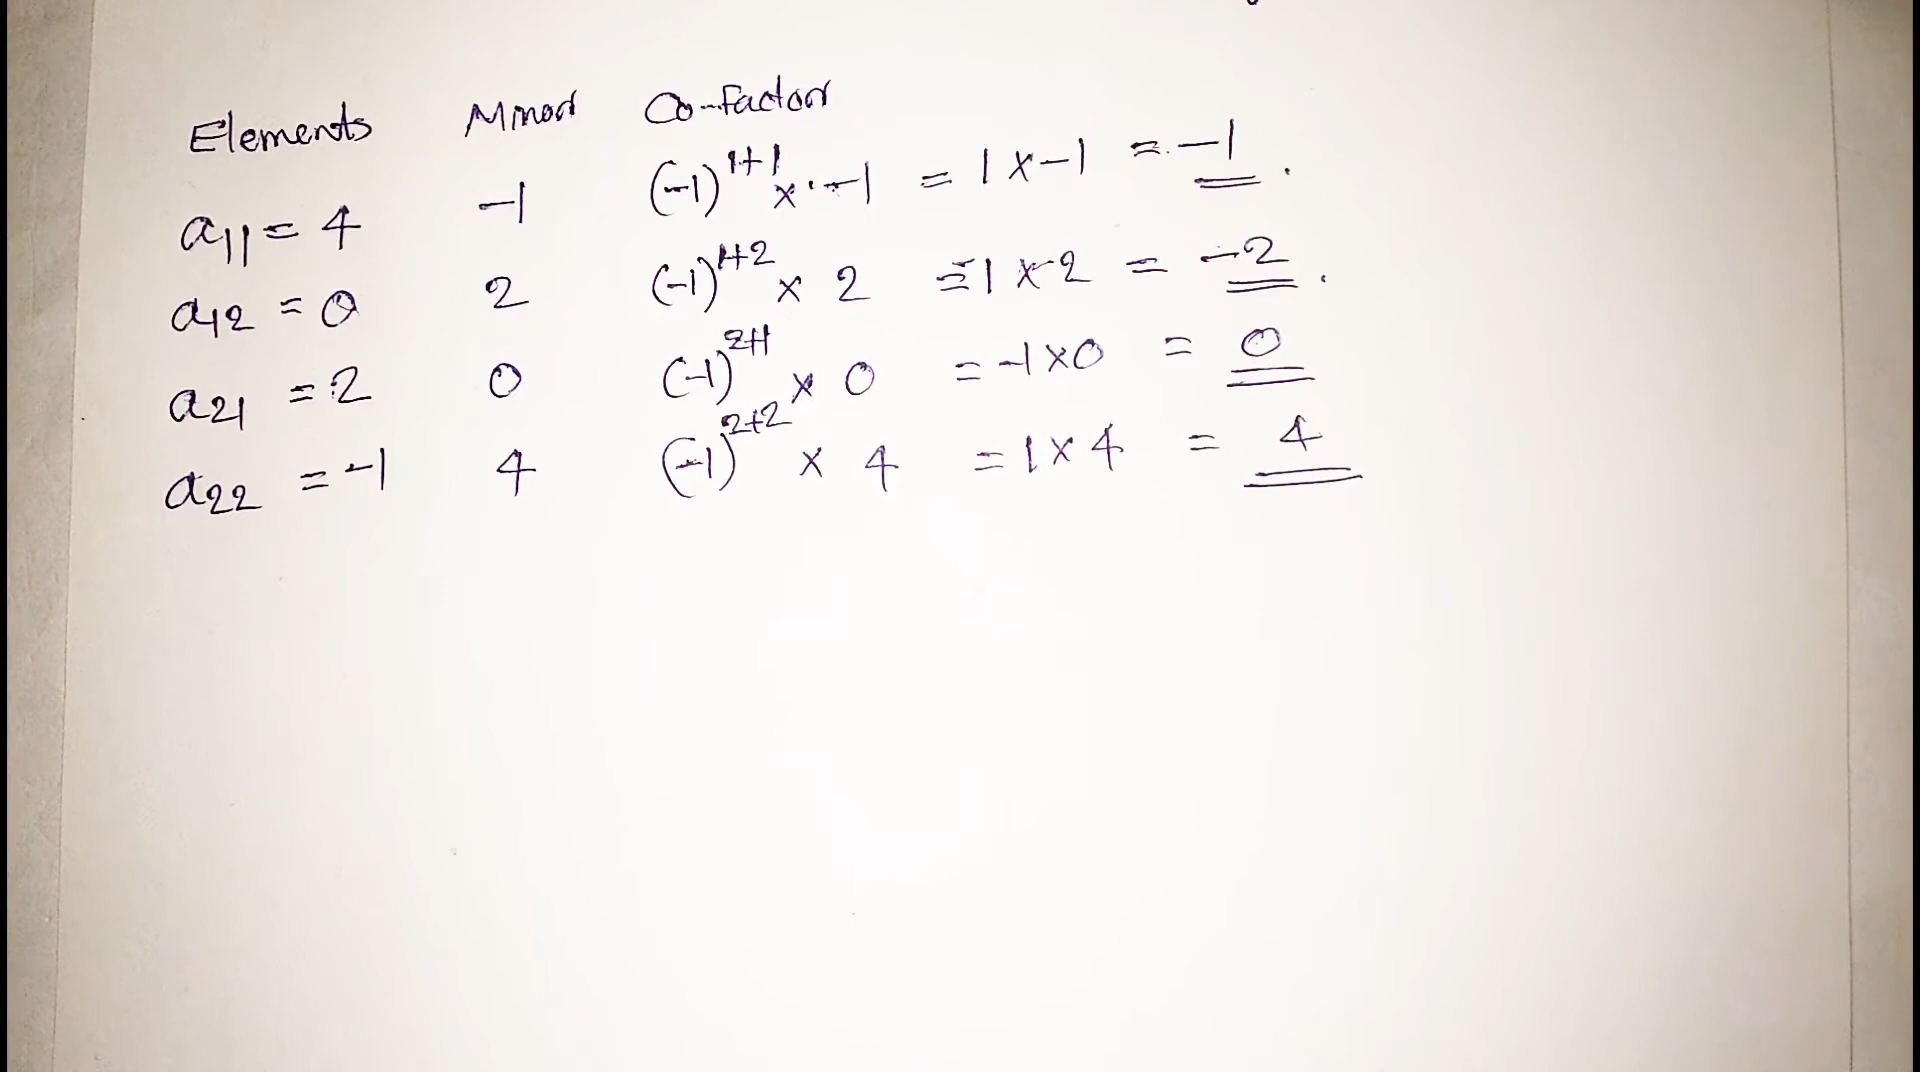 Elements Minor Co-factor
a11 = 4 -1 (-1)^1+1 x -1 = 1 x -1 = -1.
a12 = 0 2 (-1)^1+2 x 2 = -1 x 2 = -2.
a21 = 2 0 (-1)^2+1 x 0 = -1 x 0 = 0
a22 = -1 4 (-1)^2+2 x 4 = 1 x 4 = 4